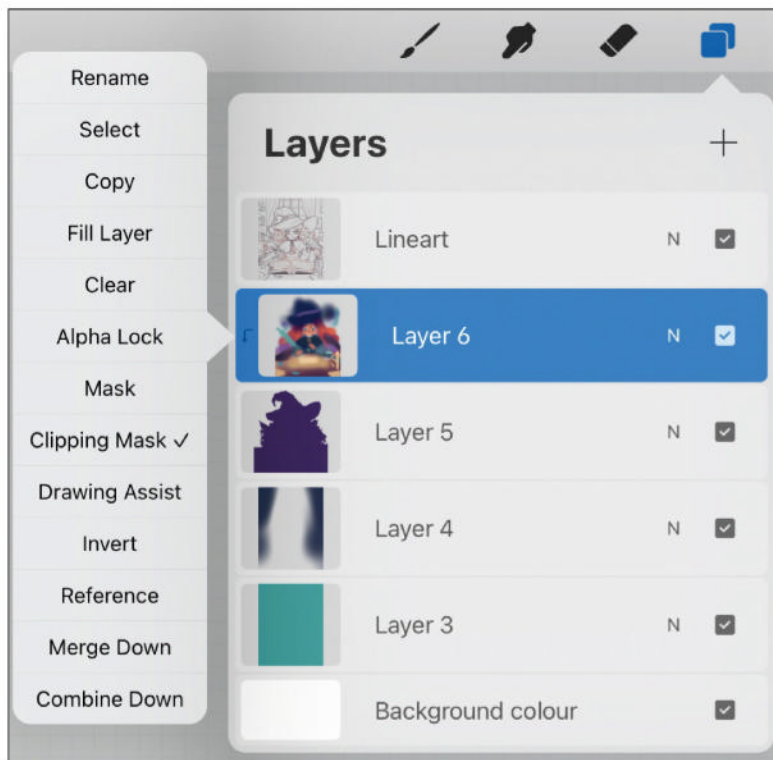 Rename
Select
Copy
Fill Layer
Clear
Alpha Lock
Mask
Clipping Mask ✓
Drawing Assist
Invert
Reference
Merge Down
Combine Down
Layers
Lineart N
Layer 6 N
Layer 5 N
Layer 4 N
Layer 3 N
Background colour